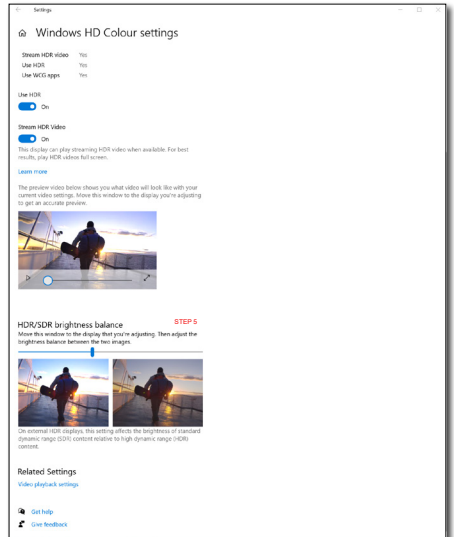 Settings
Windows HD Colour settings
Stream HDR video Yes
Use HDR Yes
Use WCG apps Yes
Use HDR
On
Stream HDR Video
On
This display can play streaming HDR video when available. For best
results, play HDR videos full screen.
Learn more
The preview video below shows you what video will look like with your
current video settings. Move this window to the display you're adjusting
to get an accurate preview.
HDR/SDR brightness balance STEP 5
Move this window to the display that you're adjusting. Then adjust the
brightness balance between the two images.
On external HDR displays, this setting affects the brightness of standard
dynamic range (SDR) content relative to high dynamic range (HDR)
content.
Related Settings
Video playback settings
Get help
Give feedback